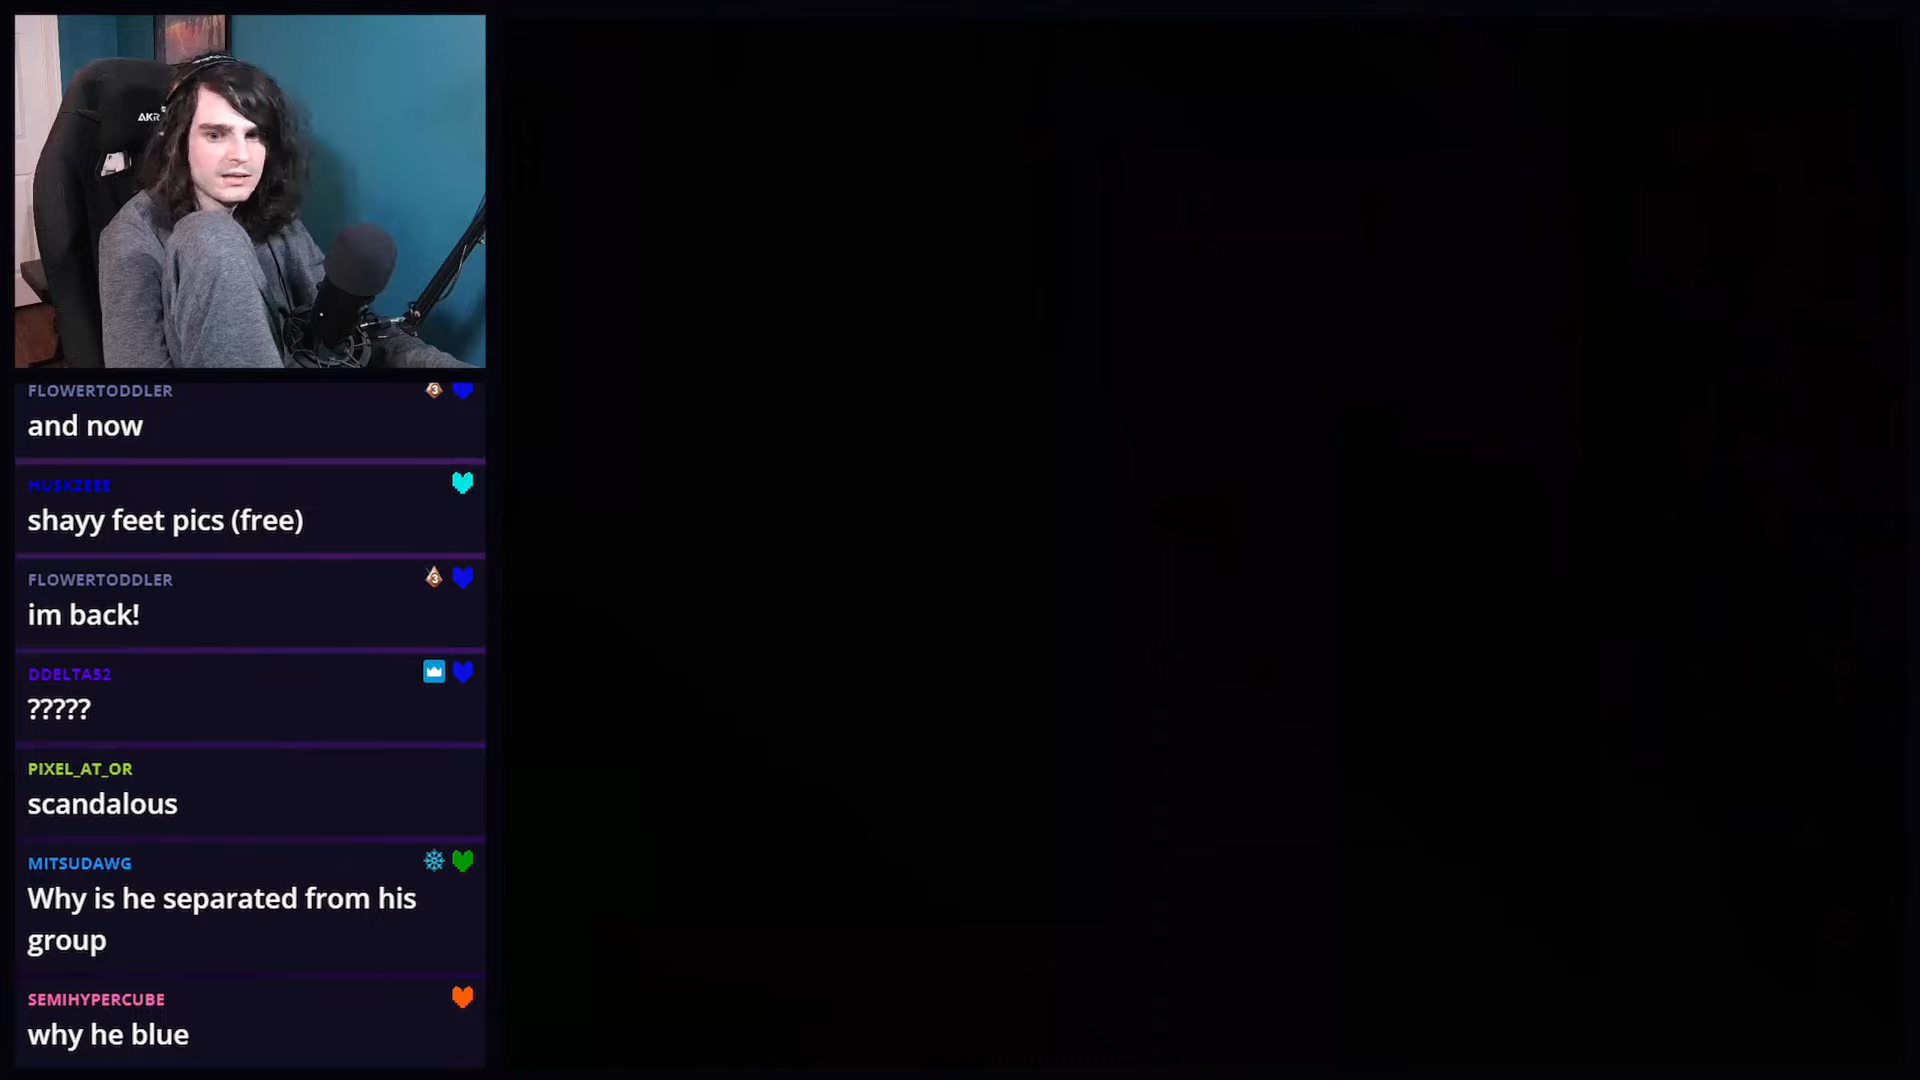 AKR
FLOWERTODDLER
and now
HUSKZEEE
shayy feet pics (free)
FLOWERTODDLER
im back!
DDELTA52
?????
PIXEL_AT_OR
scandalous
MITSUDAWG
Why is he separated from his
group
SEMIHYPERCUBE
why he blue